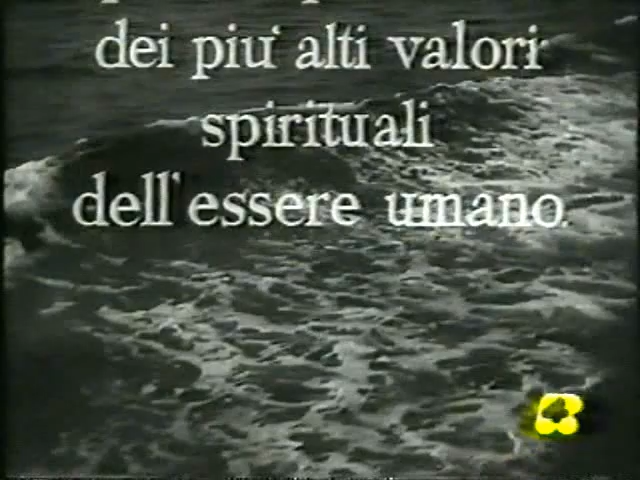 dei piu' alti valori
spirituali
dell'essere umano.